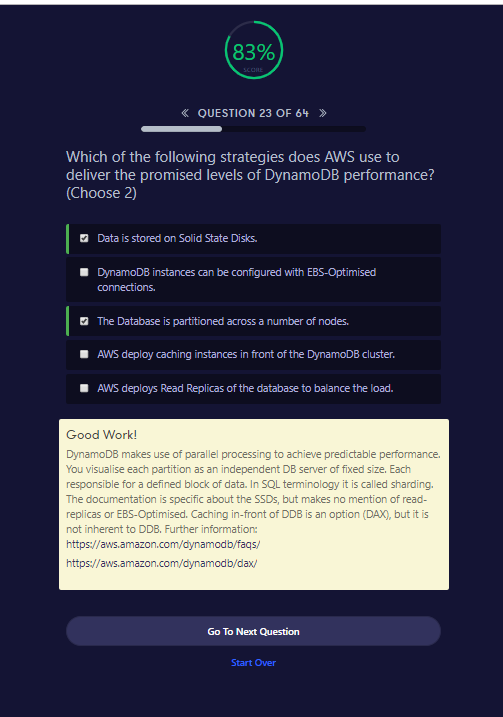 83%
SCORE
« QUESTION 23 OF 64 »
Which of the following strategies does AWS use to
deliver the promised levels of DynamoDB performance?
(Choose 2)
Data is stored on Solid State Disks.
DynamoDB instances can be configured with EBS-Optimised
connections.
The Database is partitioned across a number of nodes.
AWS deploy caching instances in front of the DynamoDB cluster.
AWS deploys Read Replicas of the database to balance the load.
Good Work!
DynamoDB makes use of parallel processing to achieve predictable performance.
You visualise each partition as an independent DB server of fixed size. Each
responsible for a defined block of data. In SQL terminology it is called sharding.
The documentation is specific about the SSDs, but makes no mention of read-
replicas or EBS-Optimised. Caching in-front of DDB is an option (DAX), but it is
not inherent to DDB. Further information:
https://aws.amazon.com/dynamodb/faqs/
https://aws.amazon.com/dynamodb/dax/
Go To Next Question
Start Over